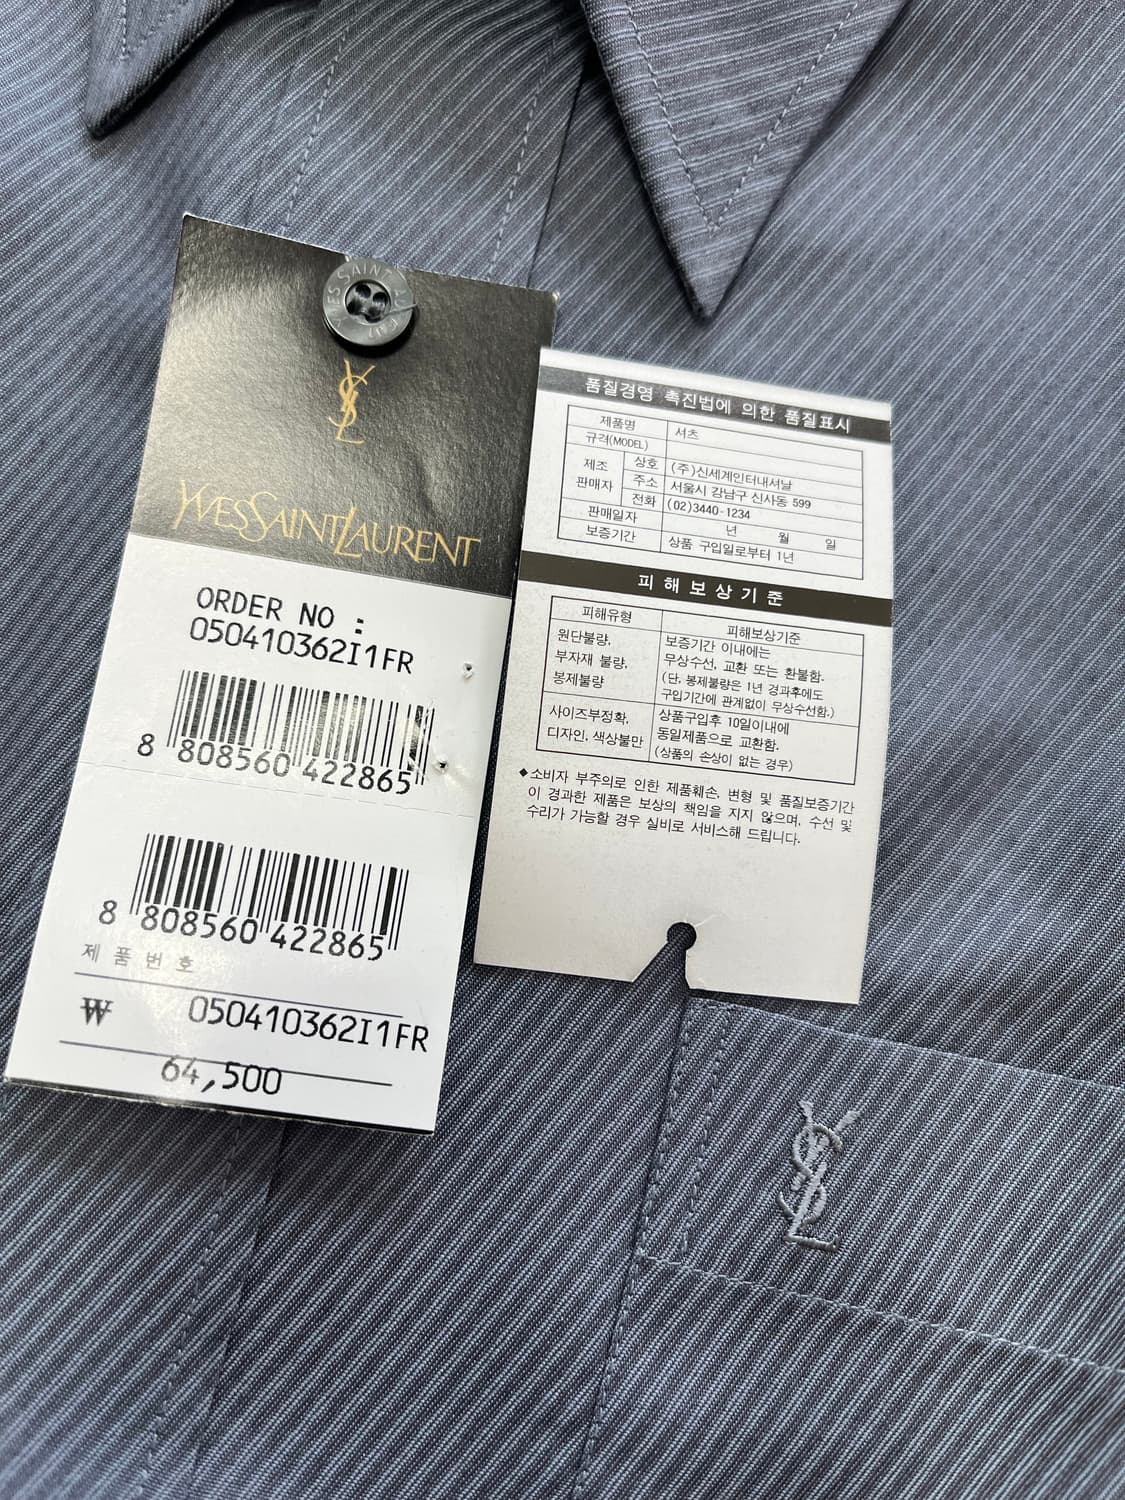 YVES SAINT LAURENT
YSL
YVESSAINTLAURENT
ORDER NO :
050410362I1FR
8 808560 422865
8 808560 422865
제 품 번 호
₩ 050410362I1FR
64,500
품질경영 촉진법에 의한 품질표시
제품명 셔츠
규격(MODEL)
제조 판매자 상호 (주)신세계인터내셔날
주소 서울시 강남구 신사동 599
전화 (02)3440-1234
판매일자 년 월 일
보증기간 상품 구입일로부터 1년
피 해 보 상 기 준
피해유형 피해보상기준
원단불량, 보증기간 이내에는
부자재 불량, 무상수선, 교환 또는 환불함.
봉제불량 (단, 봉제불량은 1년 경과후에도
구입기간에 관계없이 무상수선함.)
사이즈부정확, 상품구입후 10일이내에
디자인, 색상불만 동일제품으로 교환함.
(상품의 손상이 없는 경우)
◆소비자 부주의로 인한 제품훼손, 변형 및 품질보증기간
이 경과한 제품은 보상의 책임을 지지 않으며, 수선 및
수리가 가능할 경우 실비로 서비스해 드립니다.
YSL